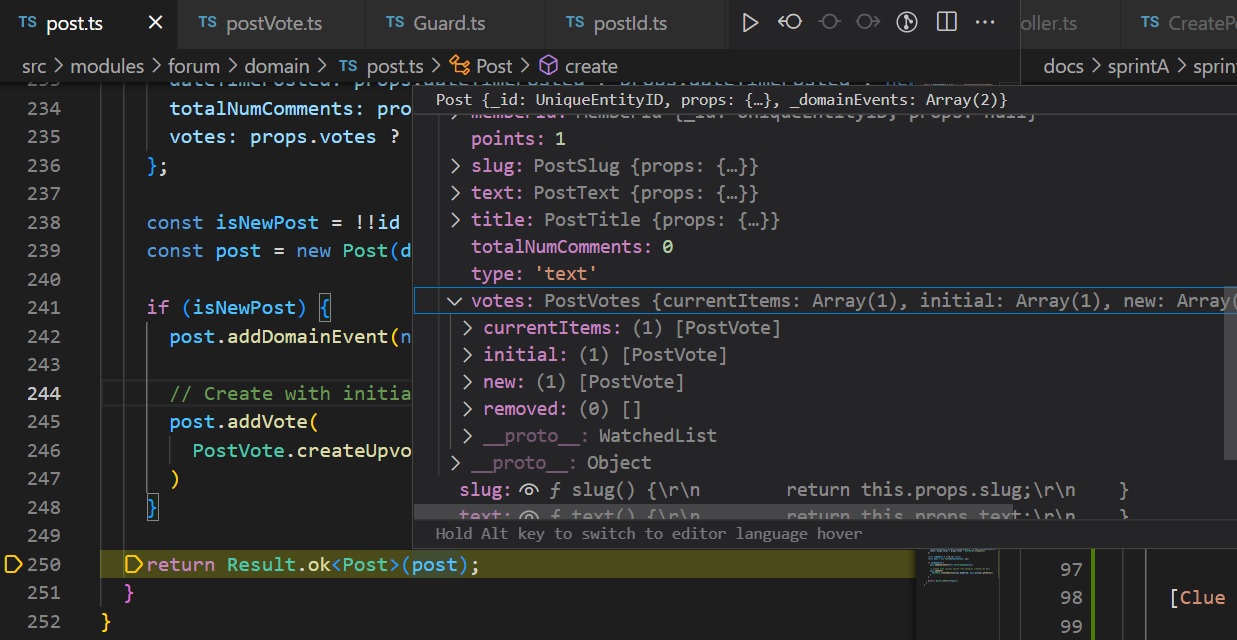 TS post.ts TS postVote.ts TS Guard.ts TS postId.ts oller.ts TS CreateP
src > modules > forum > domain > TS post.ts > Post > create docs > sprintA > sprin
Post {_id: UniqueEntityID, props: {…}, _domainEvents: Array(2)}
234 totalNumComments: pro
235 votes: props.votes ?
236 };
237
238 const isNewPost = !!id
239 const post = new Post(d
240
241 if (isNewPost) {
242 post.addDomainEvent(n
243
244 // Create with initia
245 post.addVote(
246 PostVote.createUpvo
247 )
248 }
249
250 return Result.ok<Post>(post);
251 }
252 }
points: 1
slug: PostSlug {props: {…}}
text: PostText {props: {…}}
title: PostTitle {props: {…}}
totalNumComments: 0
type: 'text'
votes: PostVotes {currentItems: Array(1), initial: Array(1), new: Array(
currentItems: (1) [PostVote]
initial: (1) [PostVote]
new: (1) [PostVote]
removed: (0) []
__proto__: WatchedList
__proto__: Object
slug: ƒ slug() {\r\n return this.props.slug;\r\n }
text: ƒ text() {\r\n return this.props.text;\r\n }
Hold Alt key to switch to editor language hover
97
98 [Clue
99